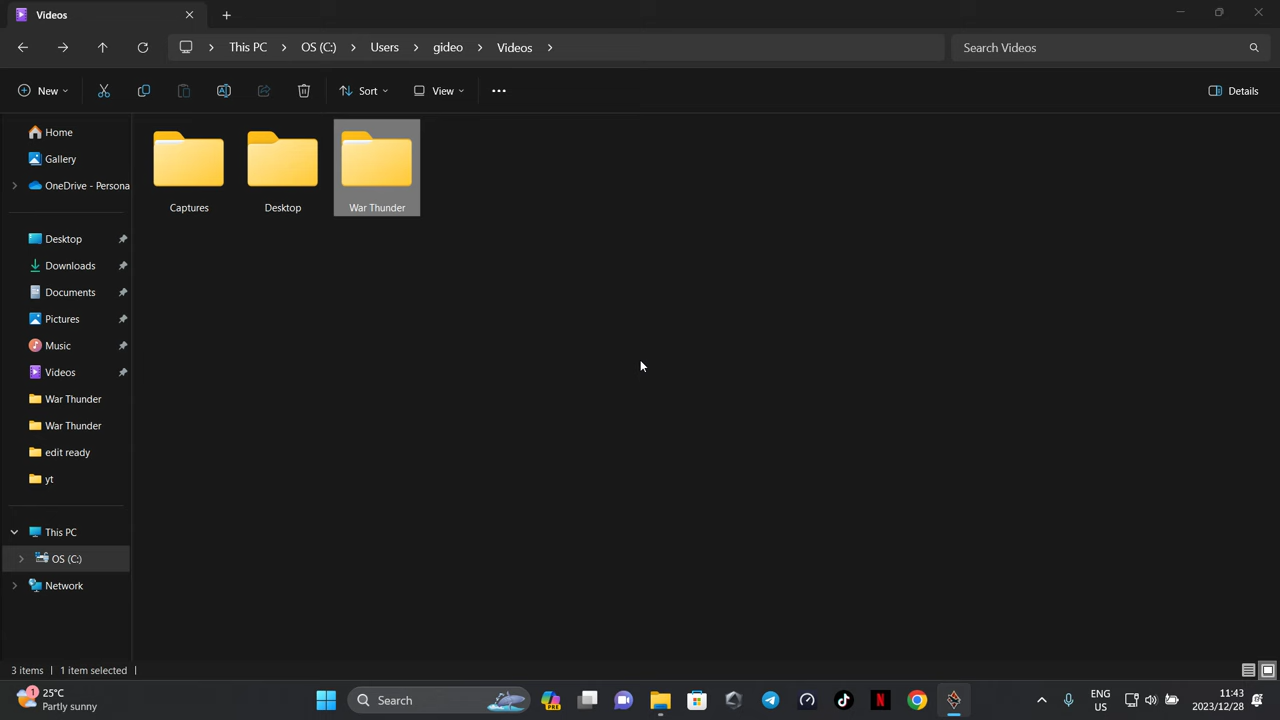 Videos
This PC
OS (C:)
Users
gideo
Videos
Search Videos
New
Sort
View
Details
Home
Gallery
OneDrive - Persona
Desktop
Downloads
Documents
Pictures
Music
Videos
War Thunder
War Thunder
edit ready
yt
This PC
OS (C:)
Network
Captures
Desktop
War Thunder
3 items
1 item selected
1
25°C
Partly sunny
Search
PRE
ENG
US
11:43
2023/12/28